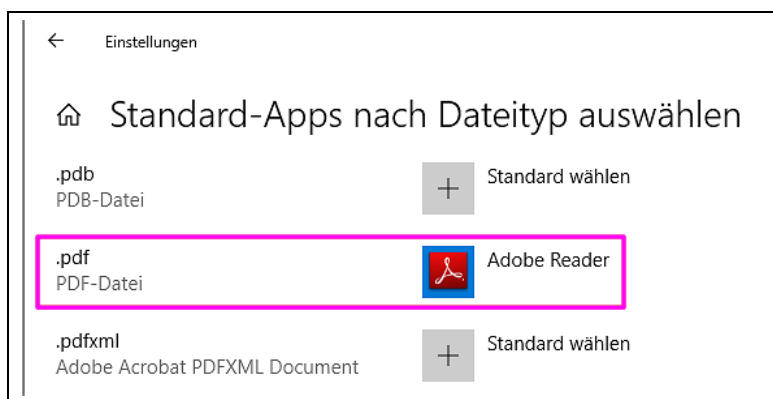 Einstellungen
Standard-Apps nach Dateityp auswählen
.pdb
PDB-Datei
Standard wählen
.pdf
PDF-Datei
Adobe Reader
.pdfxml
Adobe Acrobat PDFXML Document
Standard wählen